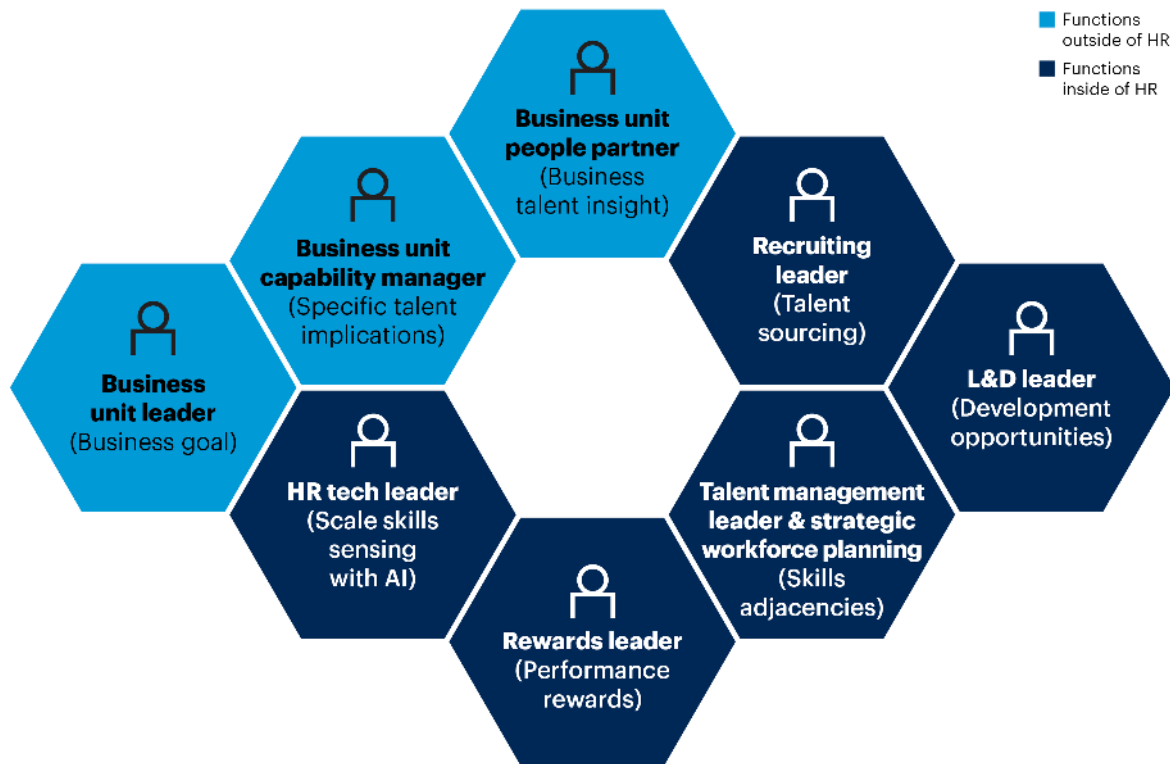 Functions
outside of HR
Functions
inside of HR
Business unit
people partner
(Business
talent insight)
Business unit
capability manager
(Specific talent
implications)
Recruiting
leader
(Talent
sourcing)
Business
unit leader
(Business goal)
L&D leader
(Development
opportunities)
HR tech leader
(Scale skills
sensing
with AI)
Talent management
leader & strategic
workforce planning
(Skills
adjacencies)
Rewards leader
(Performance
rewards)